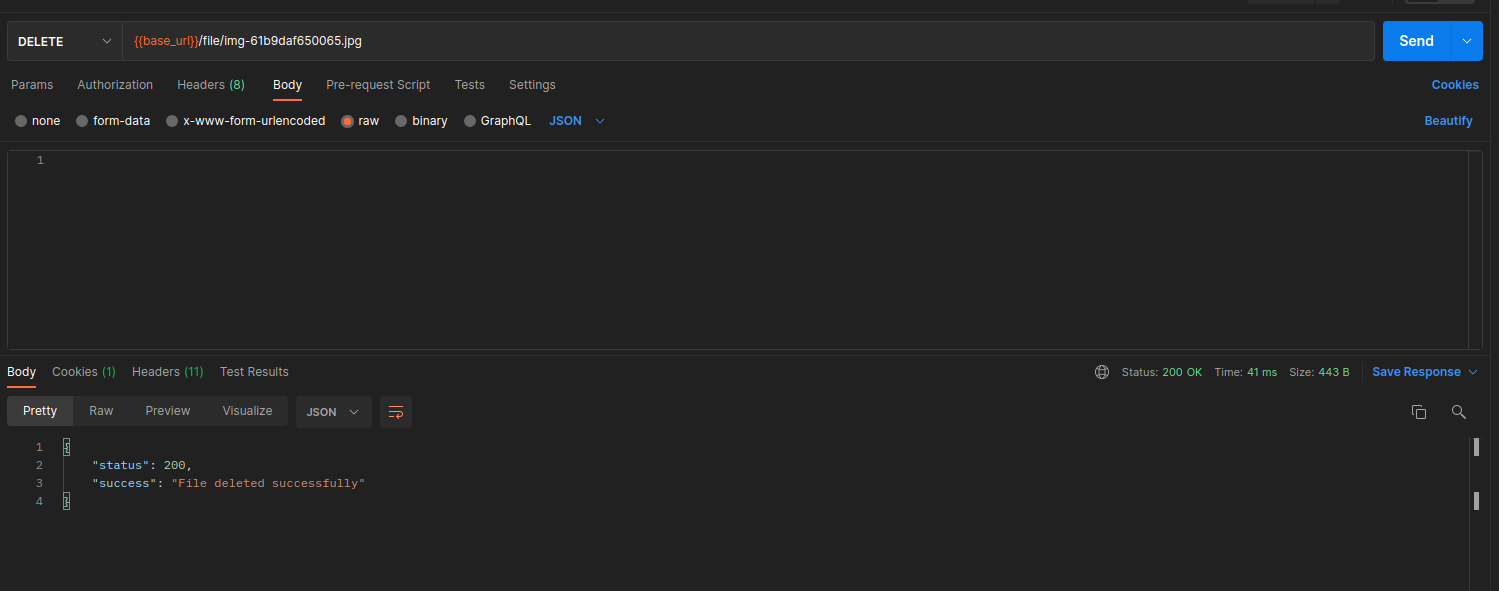 DELETE {{base_url}}/file/img-61b9daf650065.jpg Send
Params Authorization Headers (8) Body Pre-request Script Tests Settings Cookies
none form-data x-www-form-urlencoded raw binary GraphQL JSON Beautify
1
Body Cookies (1) Headers (11) Test Results Status: 200 OK Time: 41 ms Size: 443 B Save Response
Pretty Raw Preview Visualize JSON
1 {
2 "status": 200,
3 "success": "File deleted successfully"
4 }